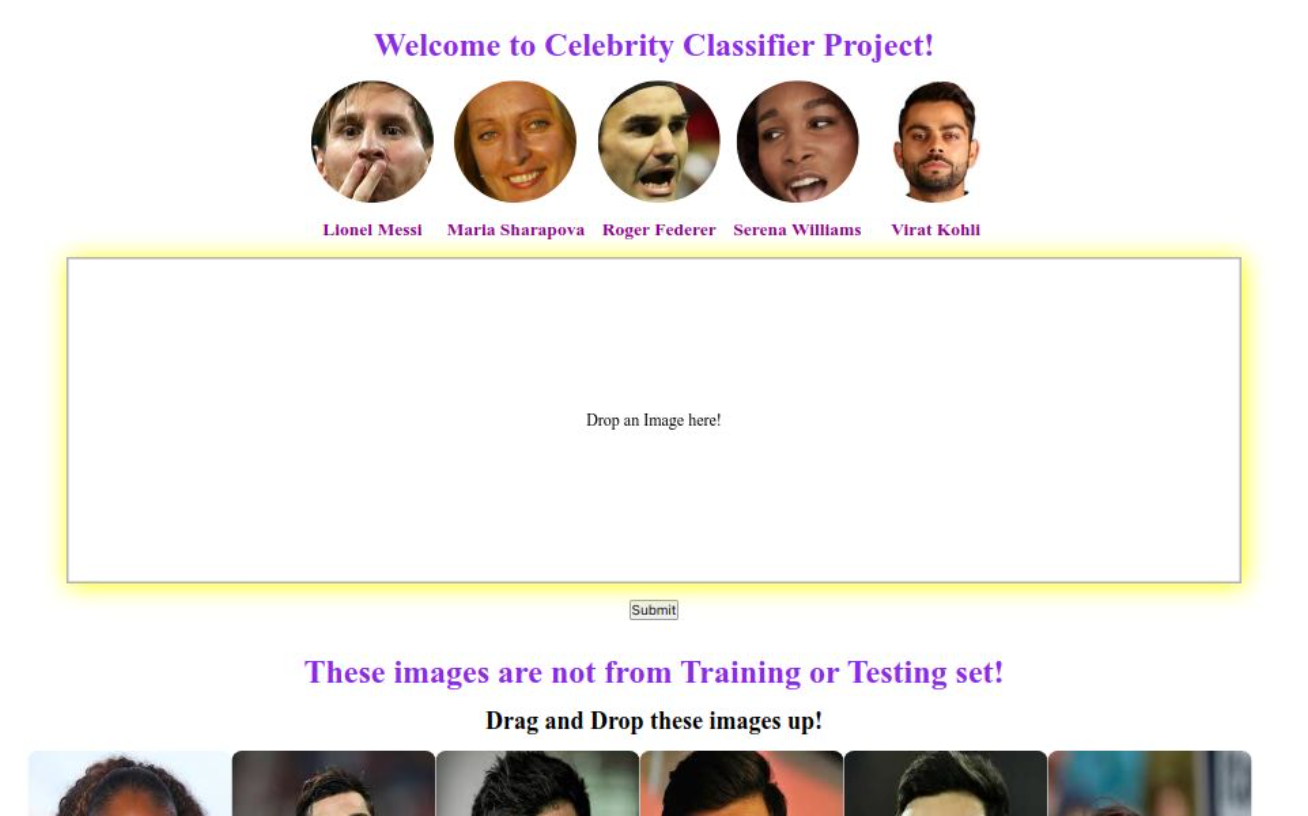 Welcome to Celebrity Classifier Project!
Lionel Messi Maria Sharapova Roger Federer Serena Williams Virat Kohli
Drop an Image here!
Submit
These images are not from Training or Testing set!
Drag and Drop these images up!